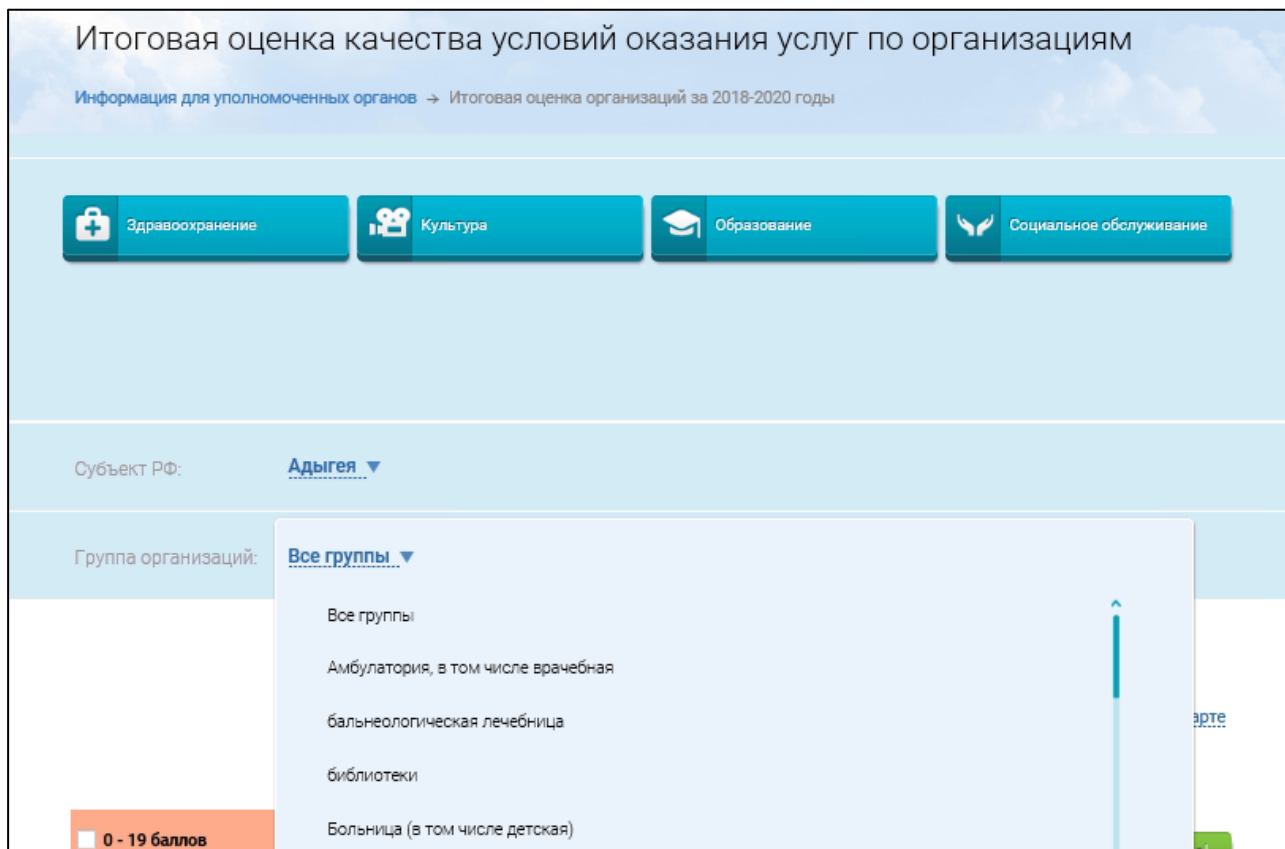 Итоговая оценка качества условий оказания услуг по организациям
Информация для уполномоченных органов → Итоговая оценка организаций за 2018-2020 годы
Здравоохранение
Культура
Образование
Социальное обслуживание
Субъект РФ: Адыгея ▼
Группа организаций: Все группы ▼
Все группы
Амбулатория, в том числе врачебная
бальнеологическая лечебница
арте
библиотеки
Больница (в том числе детская)
0 - 19 баллов